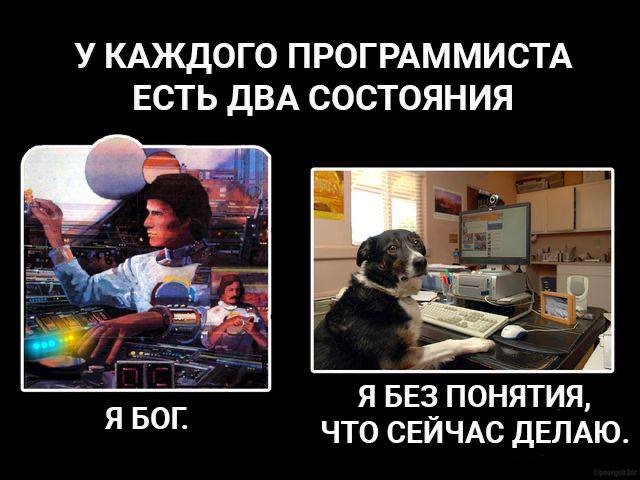 У КАЖДОГО ПРОГРАММИСТА
ЕСТЬ ДВА СОСТОЯНИЯ
Я БОГ.
Я БЕЗ ПОНЯТИЯ,
ЧТО СЕЙЧАС ДЕЛАЮ.